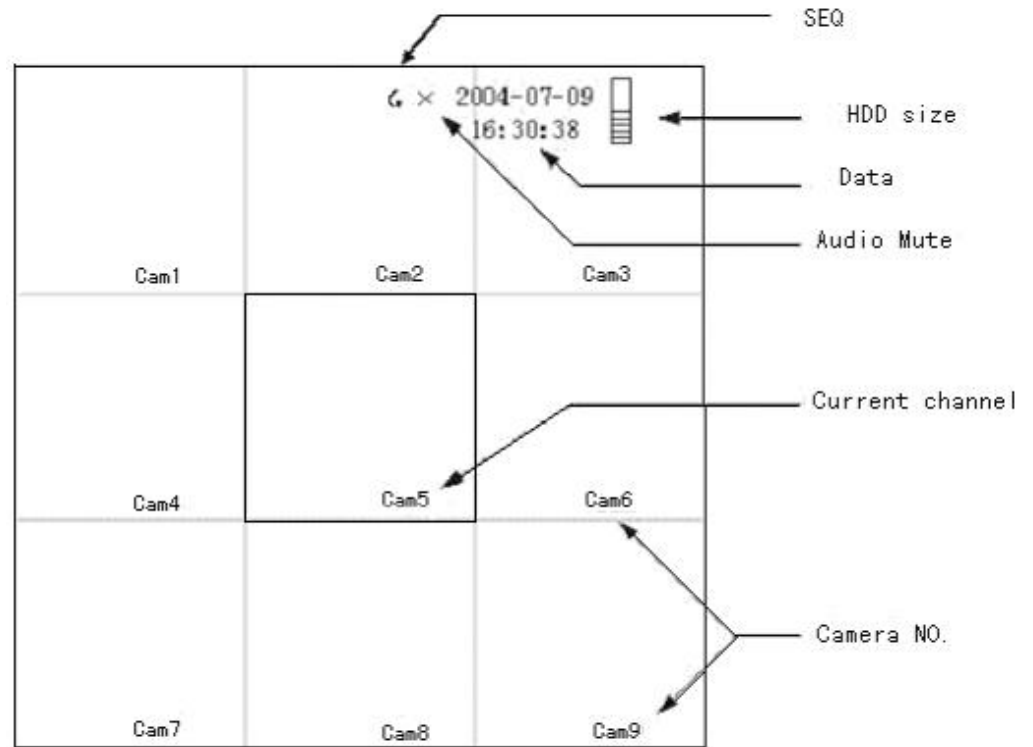 SEQ
× 2004-07-09
16:30:38
HDD size
Data
Audio Mute
Cam1 Cam2 Cam3
Current channel
Cam4 Cam5 Cam6
Camera NO.
Cam7 Cam8 Cam9